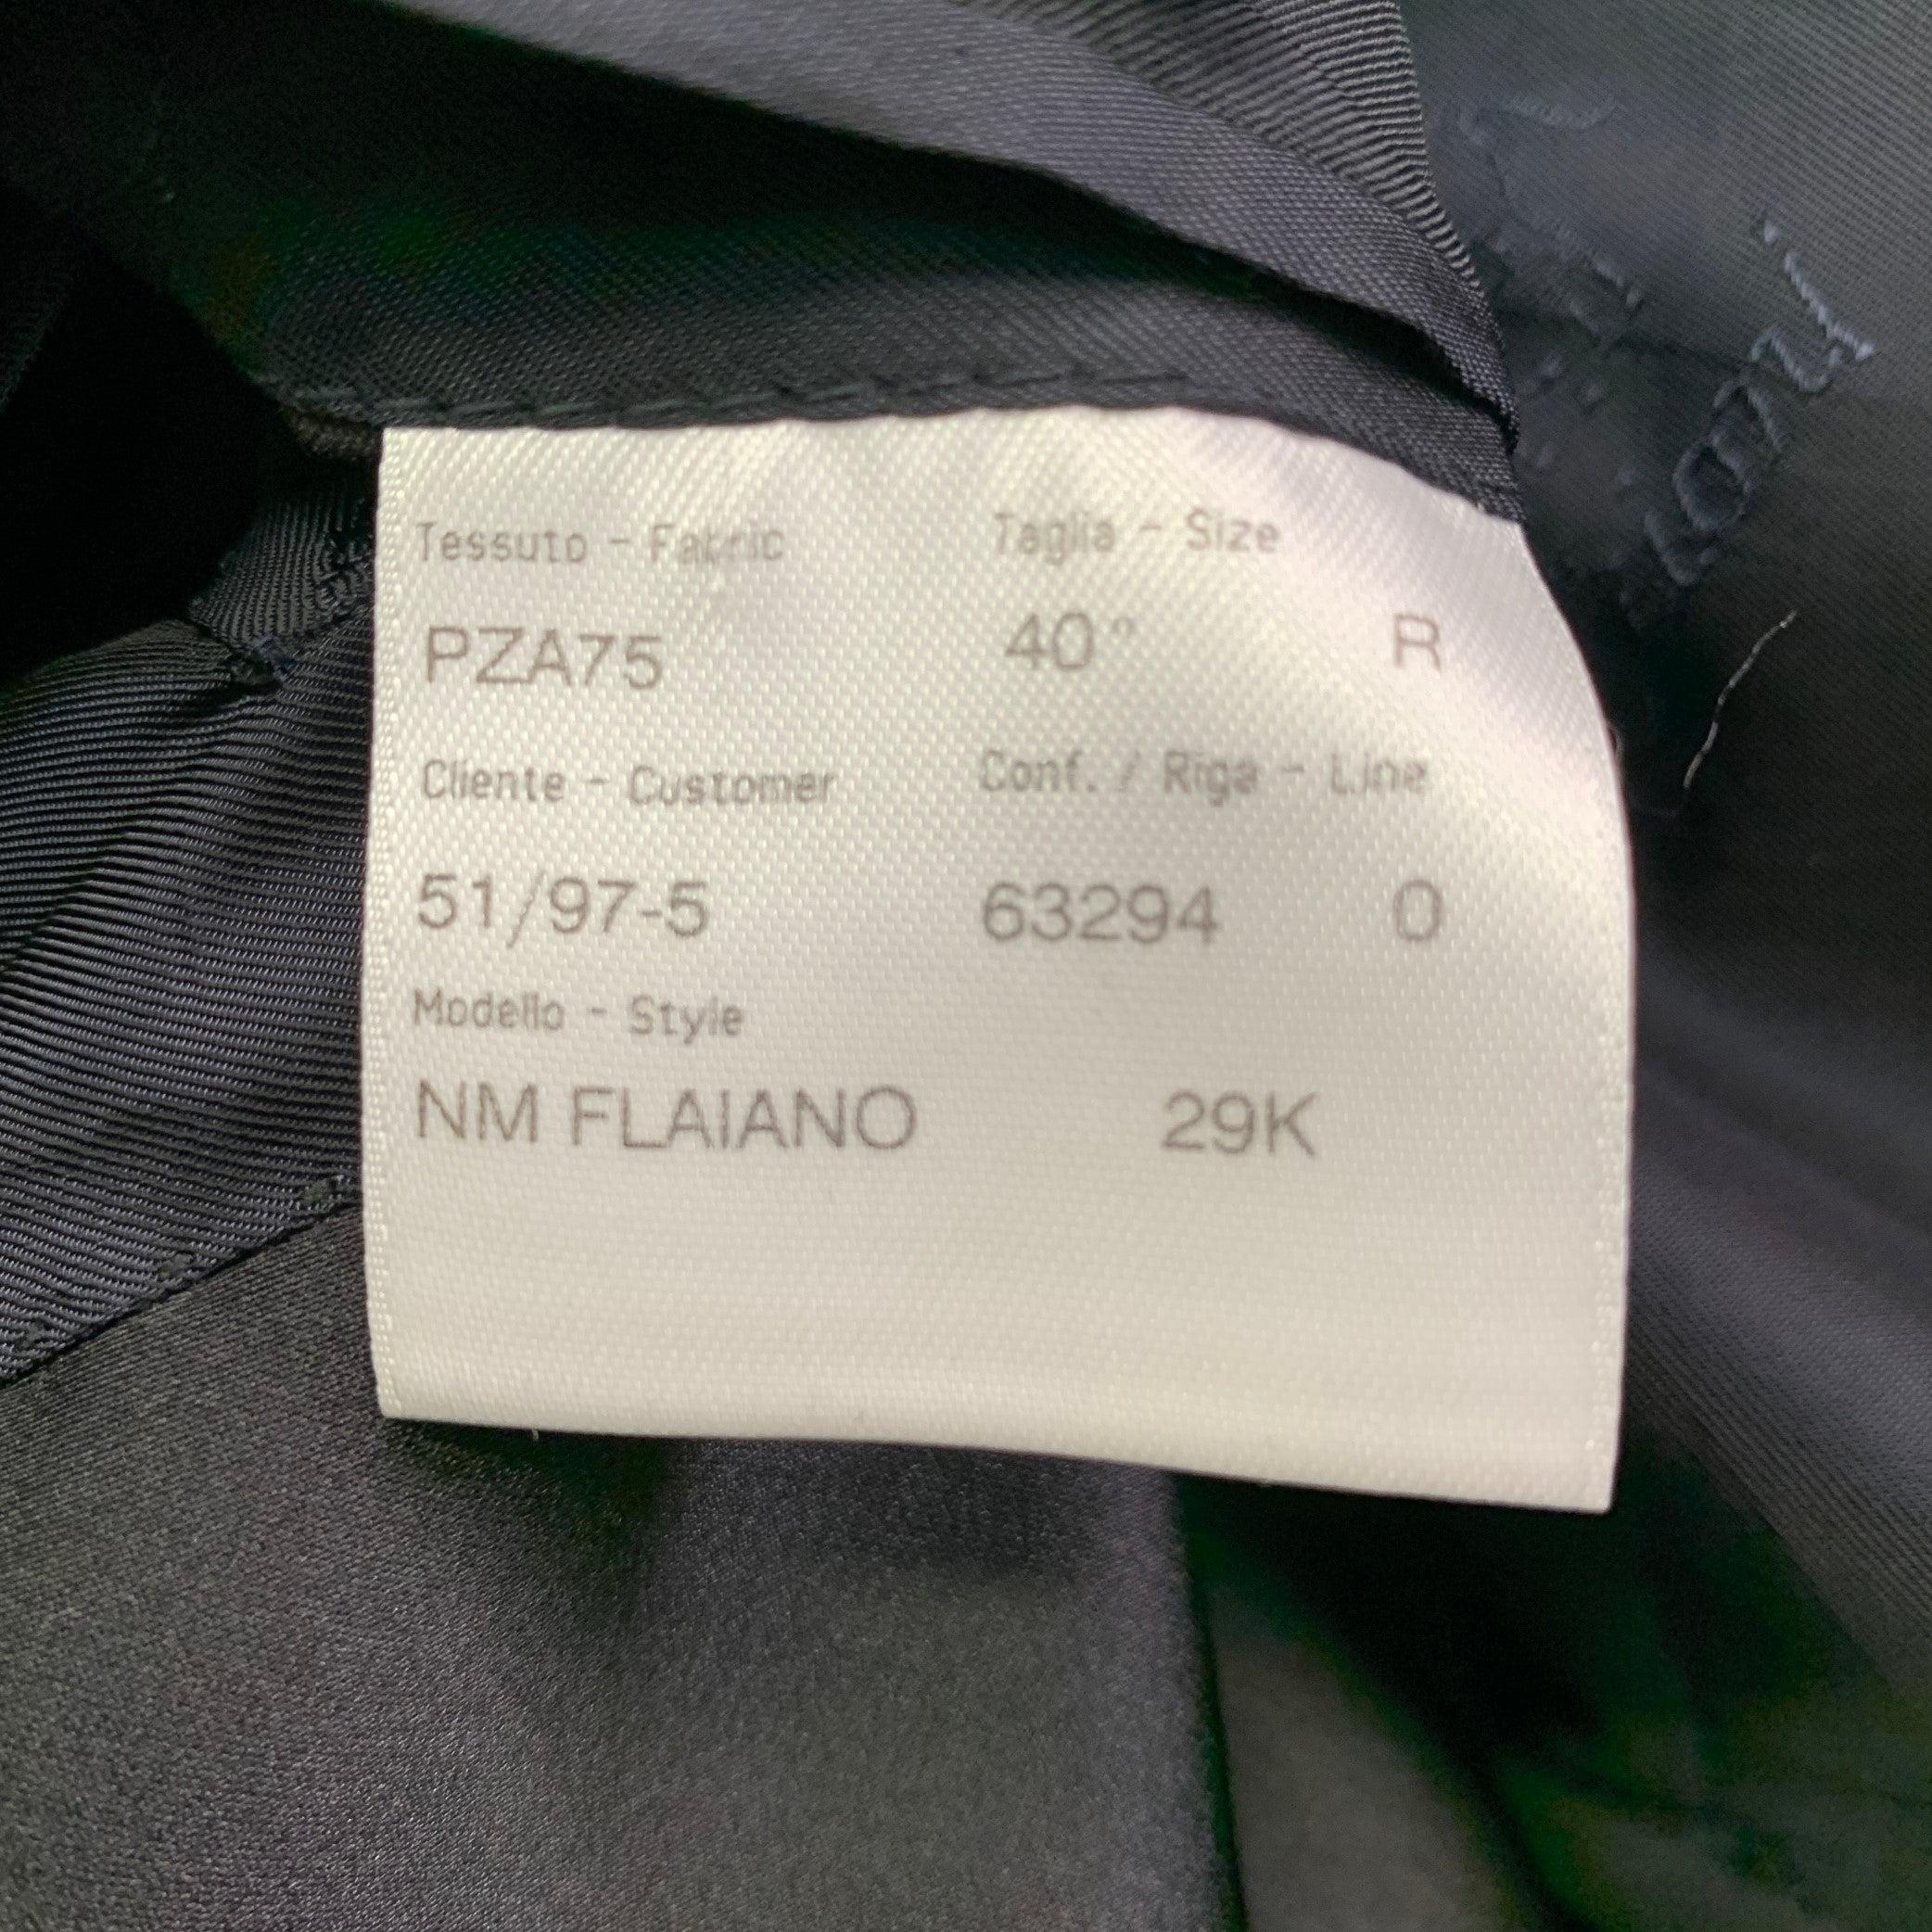 Tessuto - Fabric Taglia - Size
PZA75 40" R
Cliente - Customer Conf. / Riga - Line
51/97-5 63294 0
Modello - Style
NM FLAIANO 29K